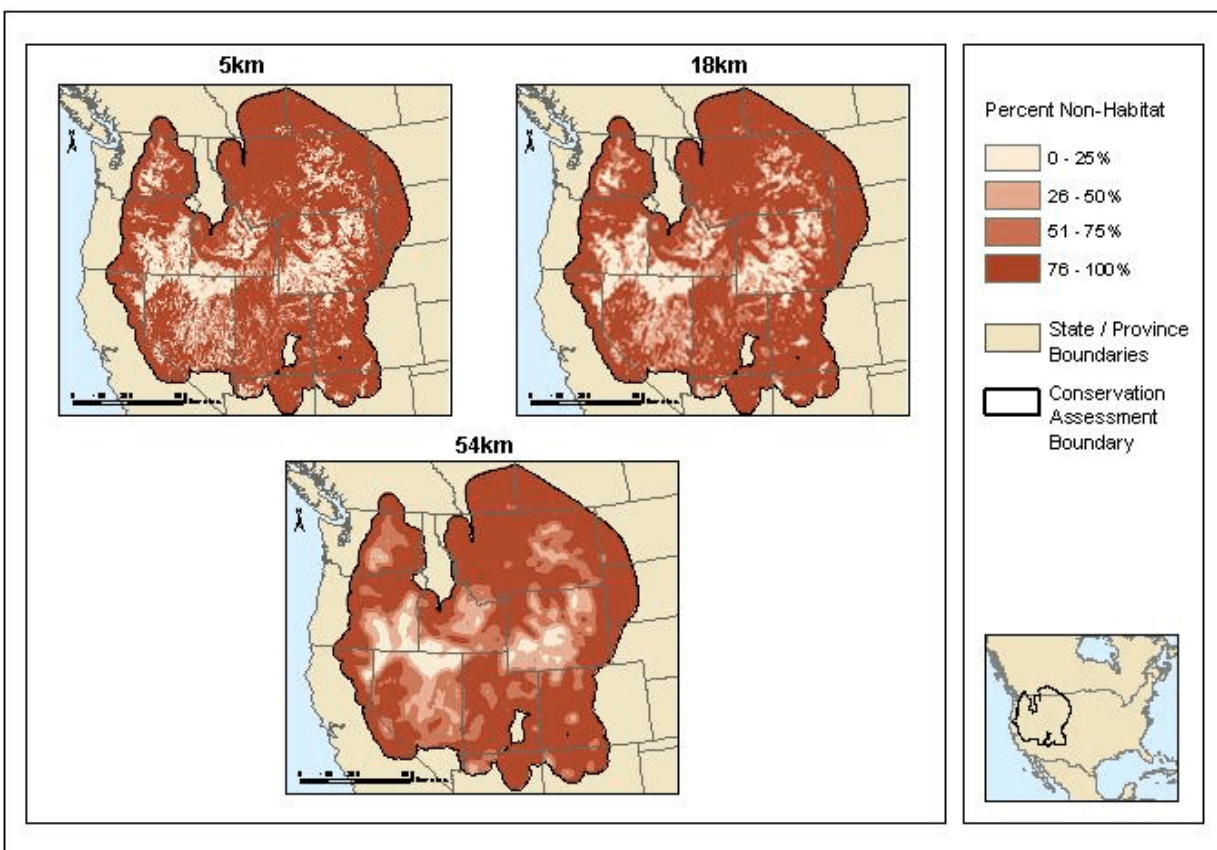 5km
18km
54km
Percent Non-Habitat
0 - 25%
26 - 50%
51 - 75%
76 - 100%
State / Province
Boundaries
Conservation
Assessment
Boundary